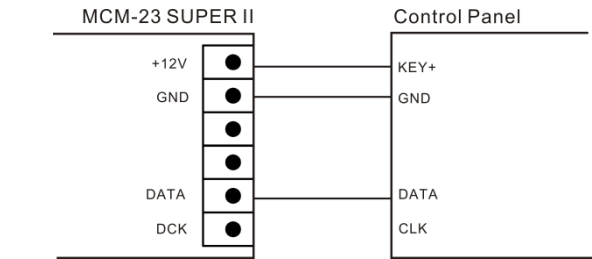 MCM-23 SUPER II Control Panel
+12V KEY+
GND GND
DATA DATA
DCK CLK